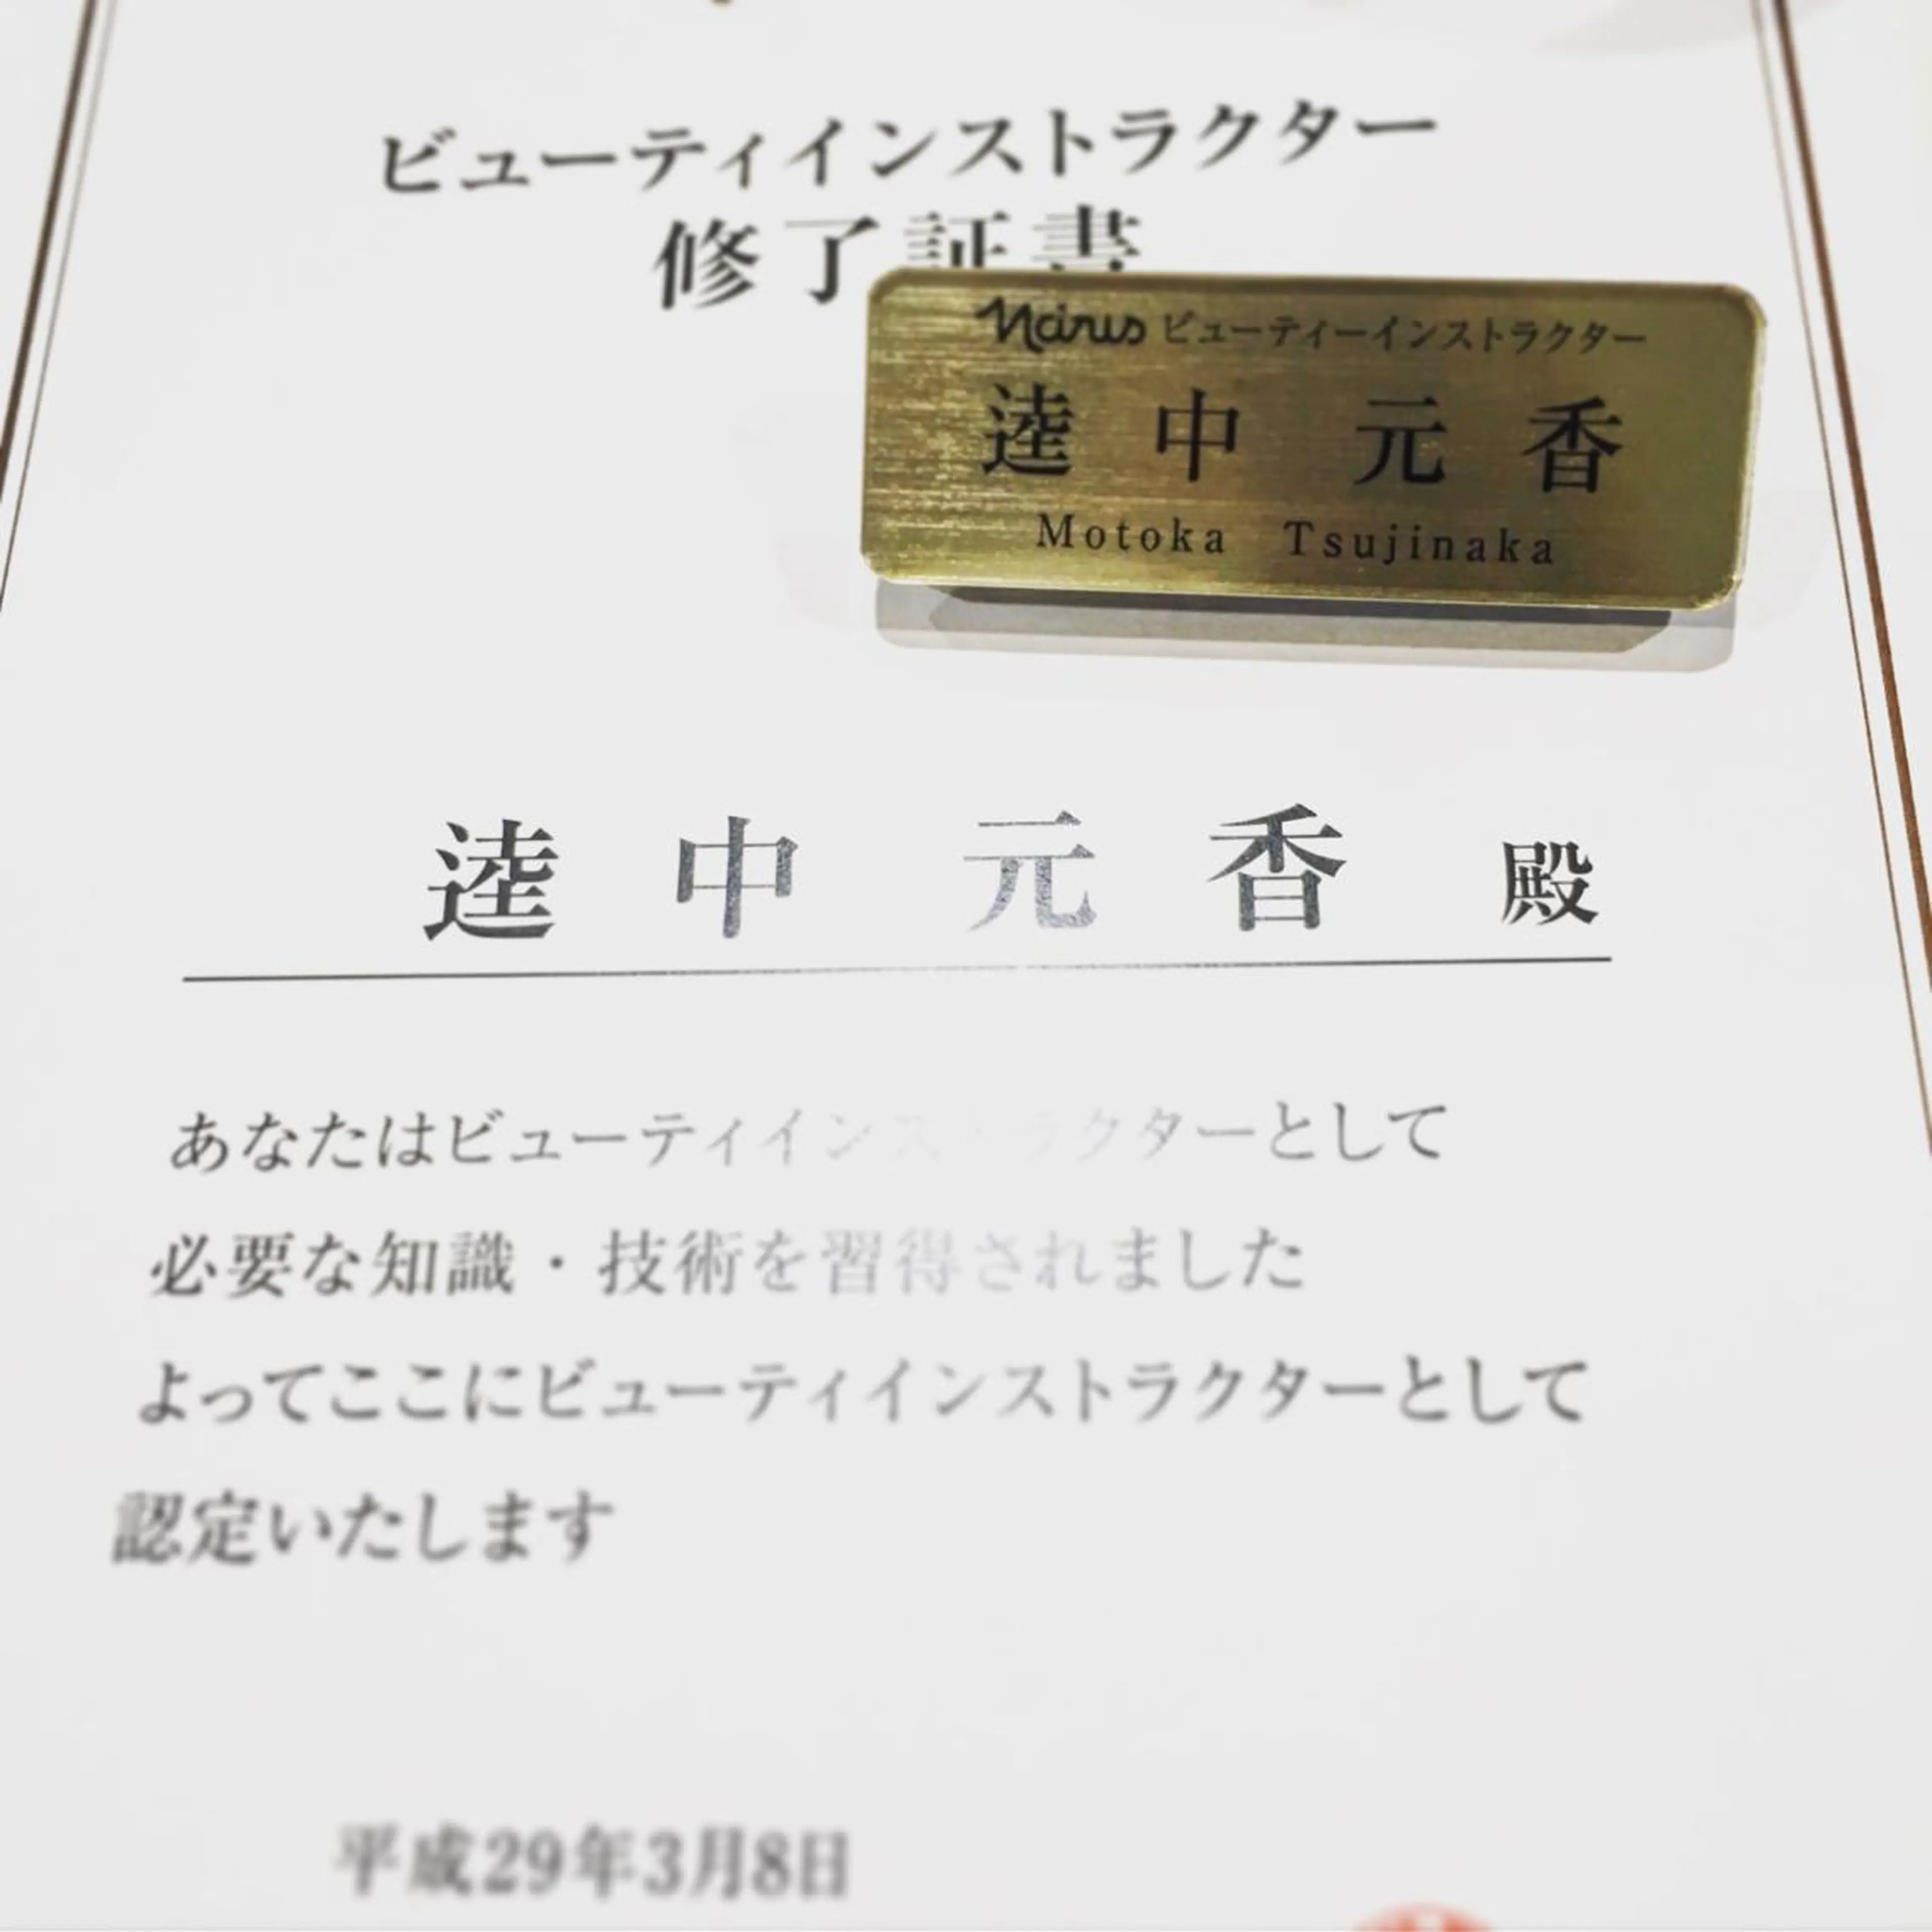 ビューティインストラクター
修了証書
Naris ビューティーインストラクター
逹中 元香
Motoka Tsujinaka
逹中 元香 殿
あなたはビューティインストラクターとして
必要な知識・技術を習得されました
よってここにビューティインストラクターとして
認定いたします
平成29年3月8日